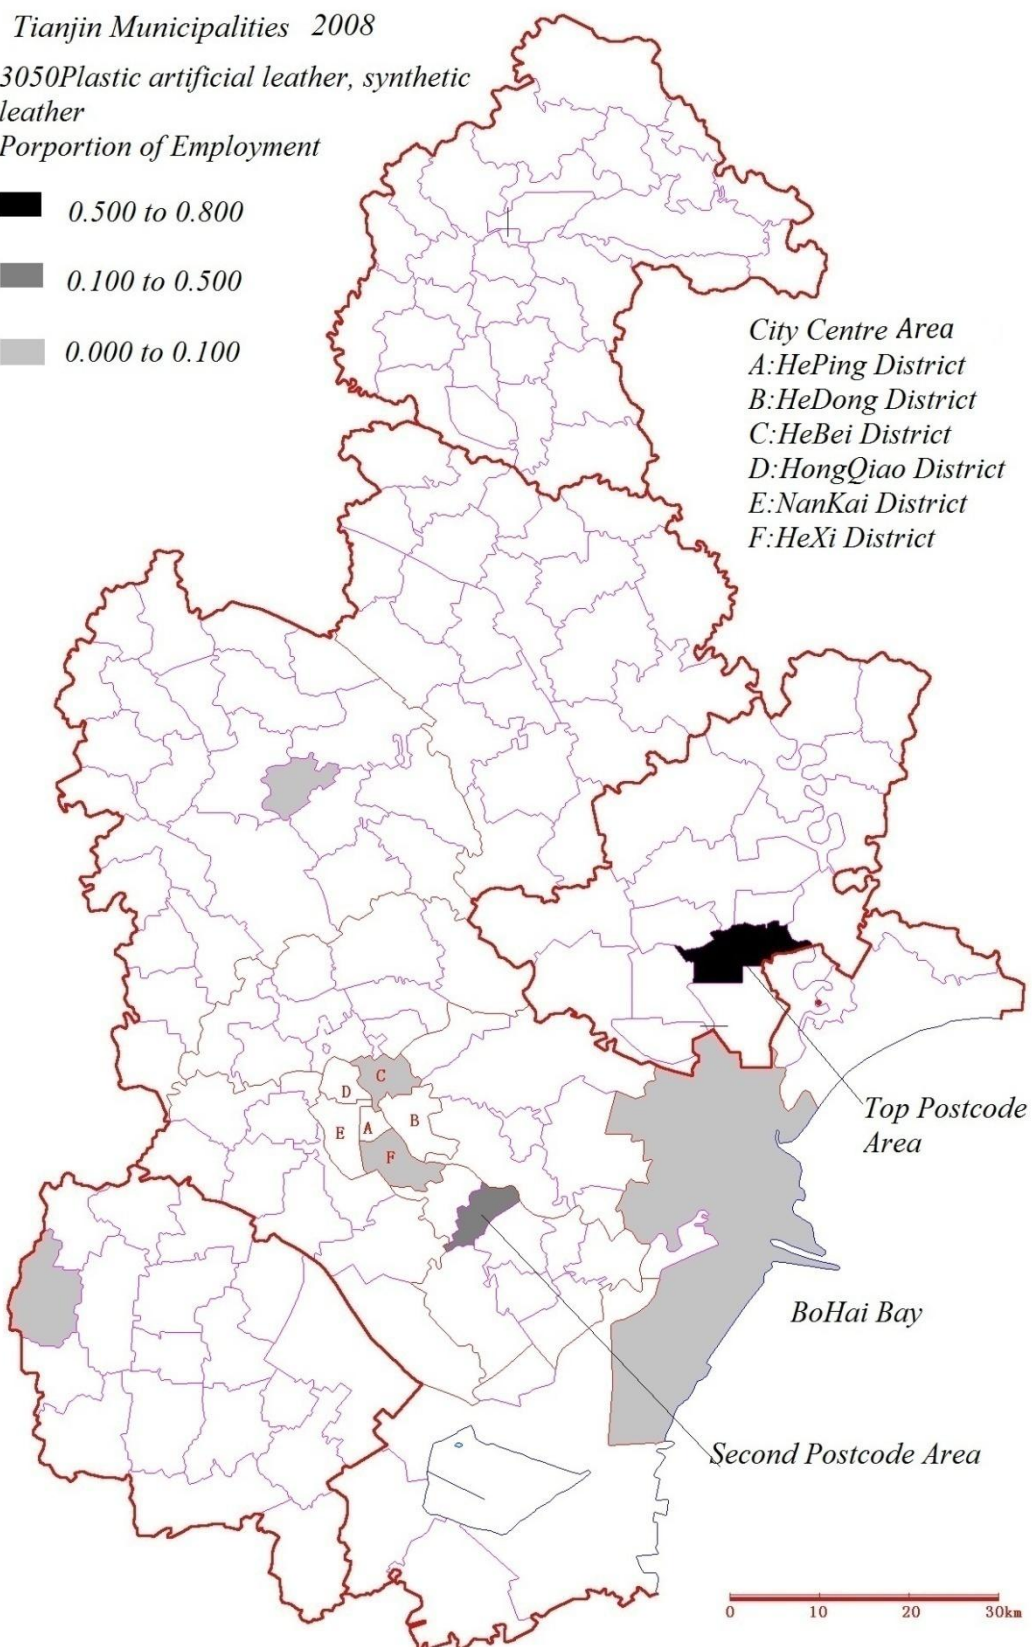 Tianjin Municipalities 2008
3050Plastic artificial leather, synthetic
leather
Porportion of Employment
0.500 to 0.800
0.100 to 0.500
0.000 to 0.100
City Centre Area
A:HePing District
B:HeDong District
C:HeBei District
D:HongQiao District
E:NanKai District
F:HeXi District
C
D
B
E
A
F
Top Postcode
Area
BoHai Bay
Second Postcode Area
0 10 20 30km